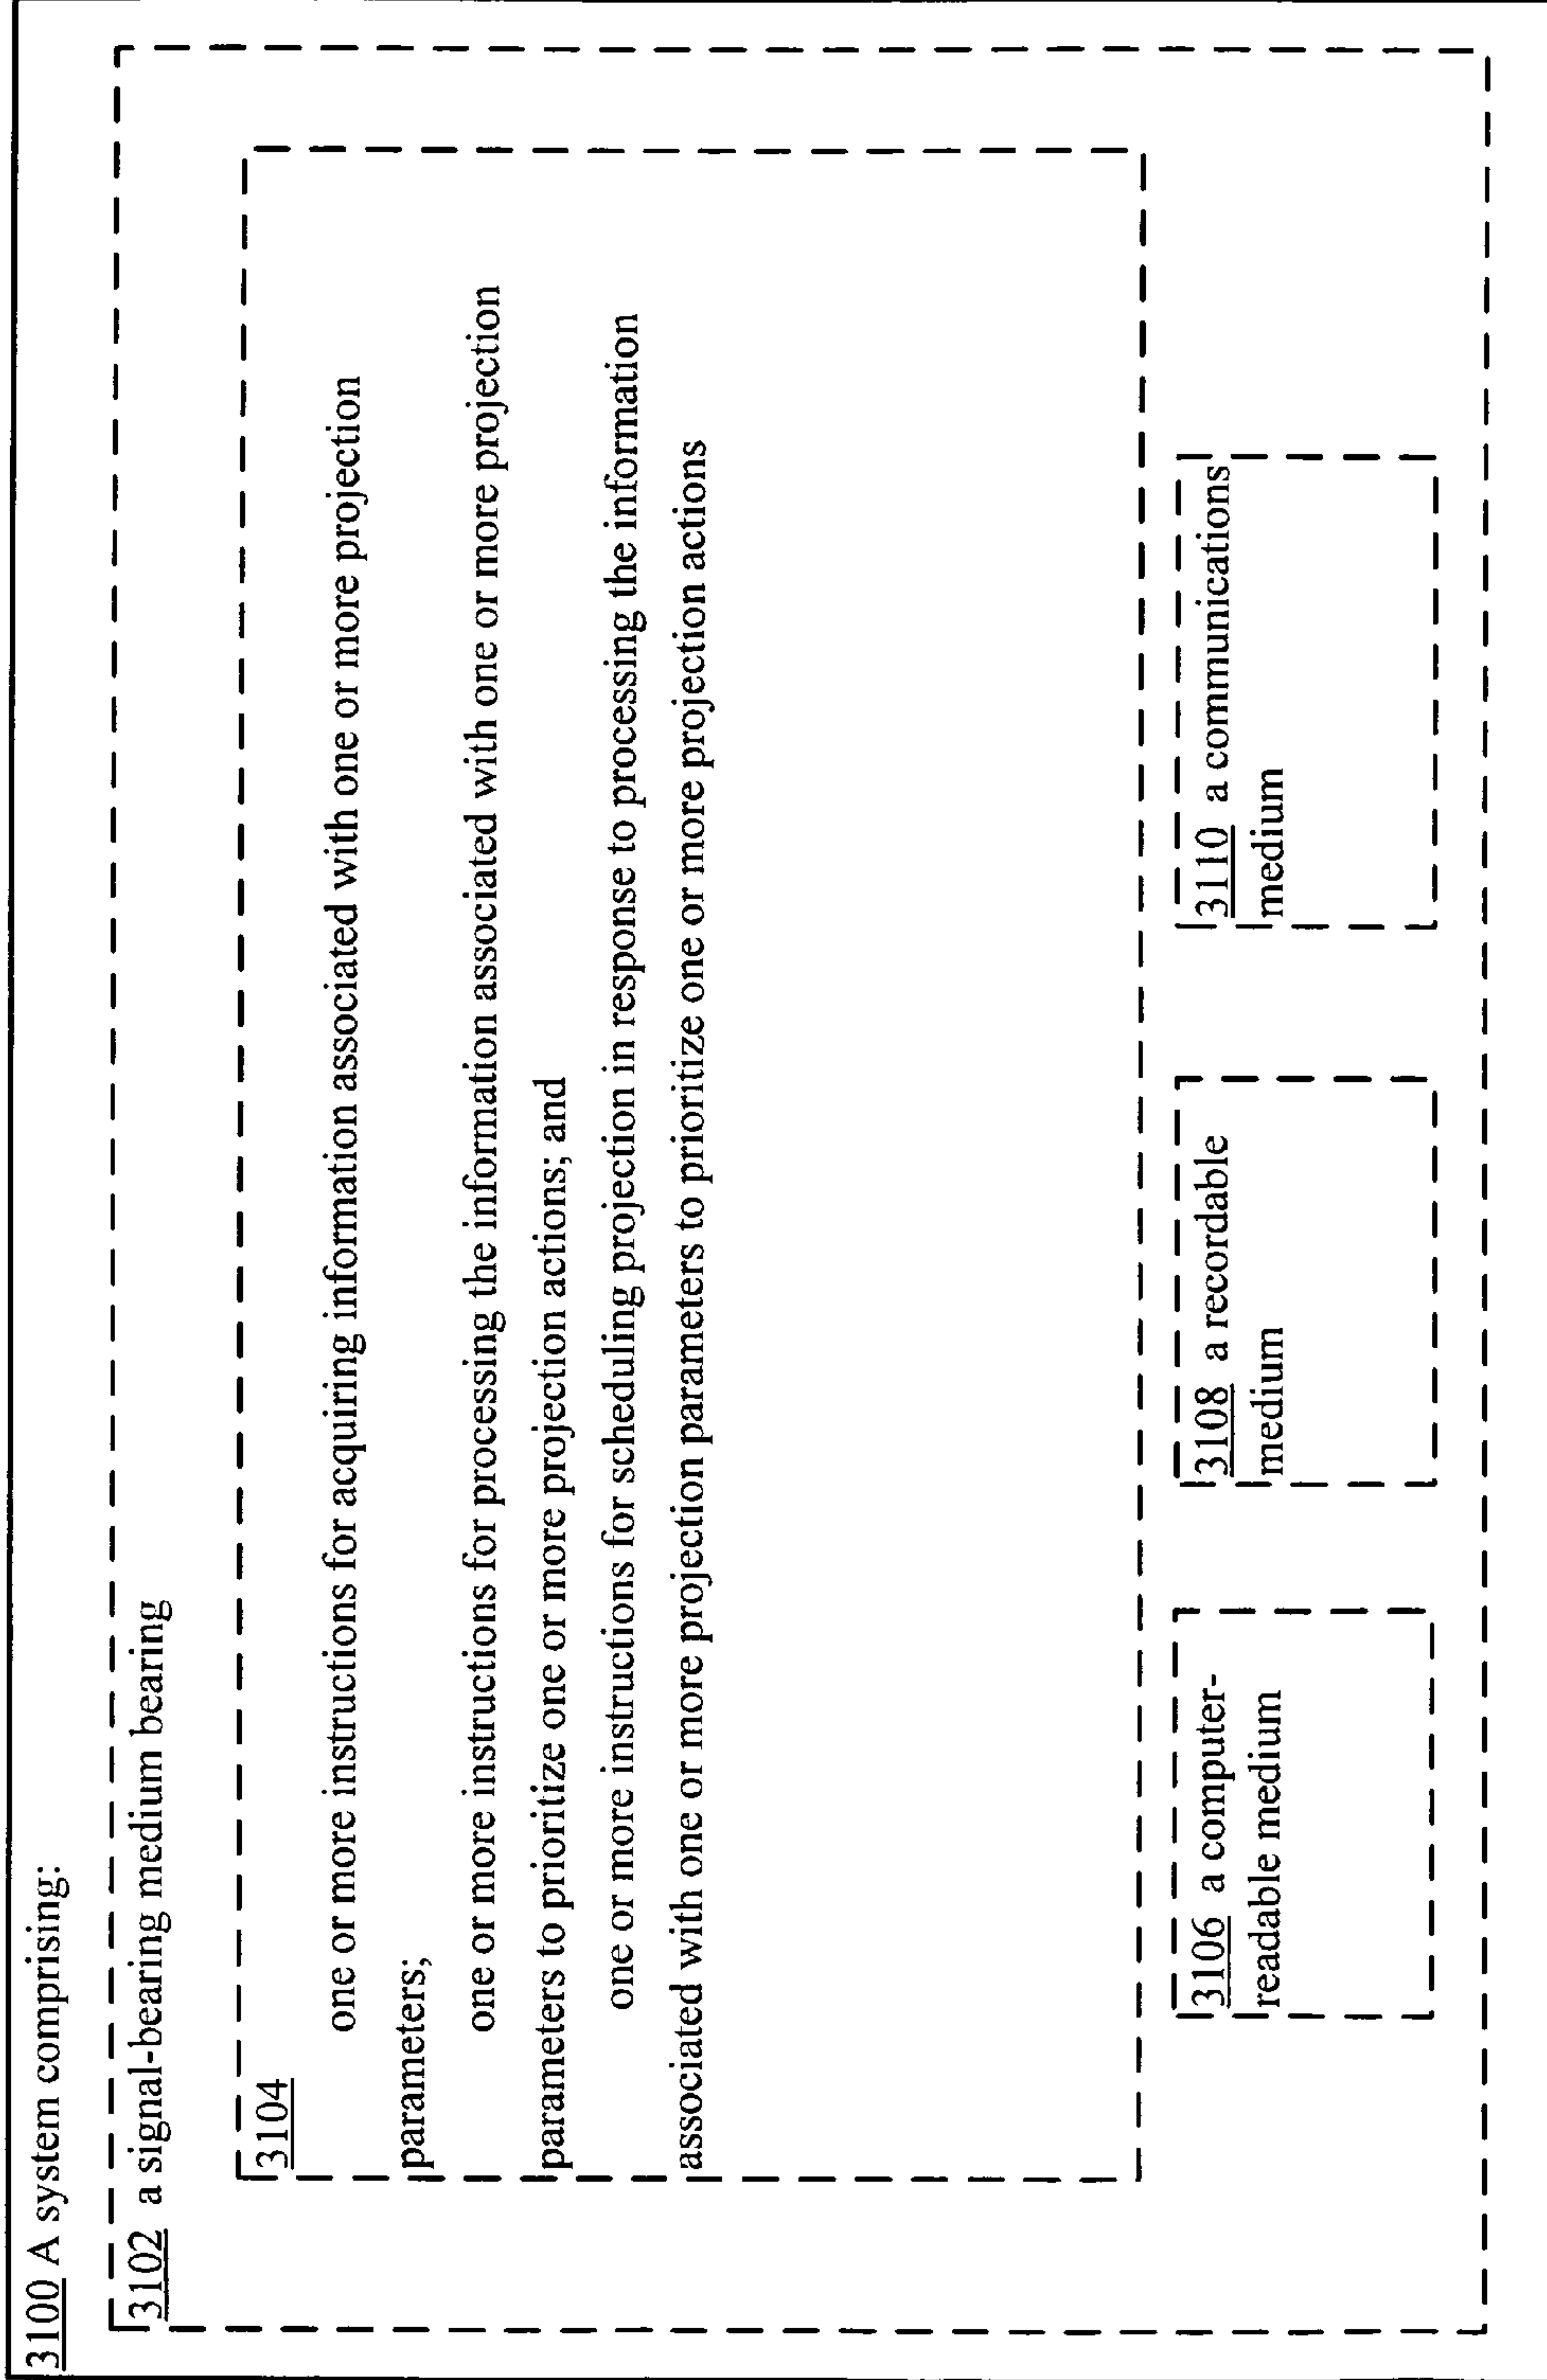 3100 A system comprising:
3102 a signal-bearing medium bearing
3104
one or more instructions for acquiring information associated with one or more projection
parameters;
one or more instructions for processing the information associated with one or more projection
parameters to prioritize one or more projection actions; and
one or more instructions for scheduling projection in response to processing the information
associated with one or more projection parameters to prioritize one or more projection actions
3106 a computer-
readable medium
3108 a recordable
medium
3110 a communications
medium